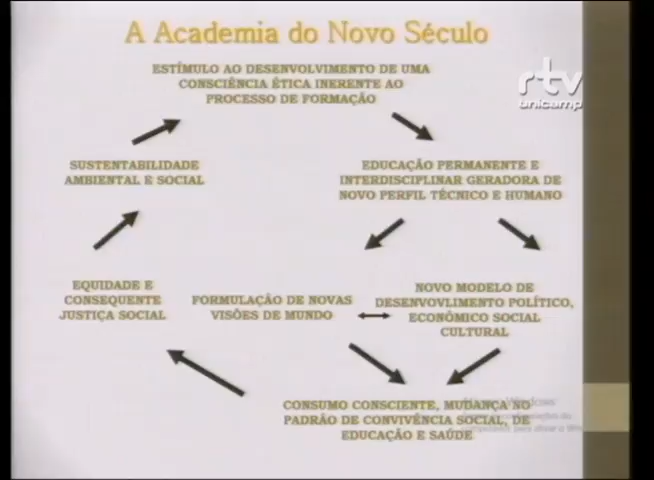 A Academia do Novo Século
ESTÍMULO AO DESENVOLVIMENTO DE UMA
CONSCIÊNCIA ÉTICA INERENTE AO
PROCESSO DE FORMAÇÃO
rtv
unicamp
SUSTENTABILIDADE
AMBIENTAL E SOCIAL
EDUCAÇÃO PERMANENTE E
INTERDISCIPLINAR GERADORA DE
NOVO PERFIL TÉCNICO E HUMANO
EQUIDADE E
CONSEQUENTE
JUSTIÇA SOCIAL
FORMULAÇÃO DE NOVAS
VISÕES DE MUNDO
NOVO MODELO DE
DESENVOVLIMENTO POLÍTICO,
ECONÔMICO SOCIAL
CULTURAL
CONSUMO CONSCIENTE, MUDANÇA NO
PADRÃO DE CONVIVÊNCIA SOCIAL, DE
EDUCAÇÃO E SAÚDE
Windows